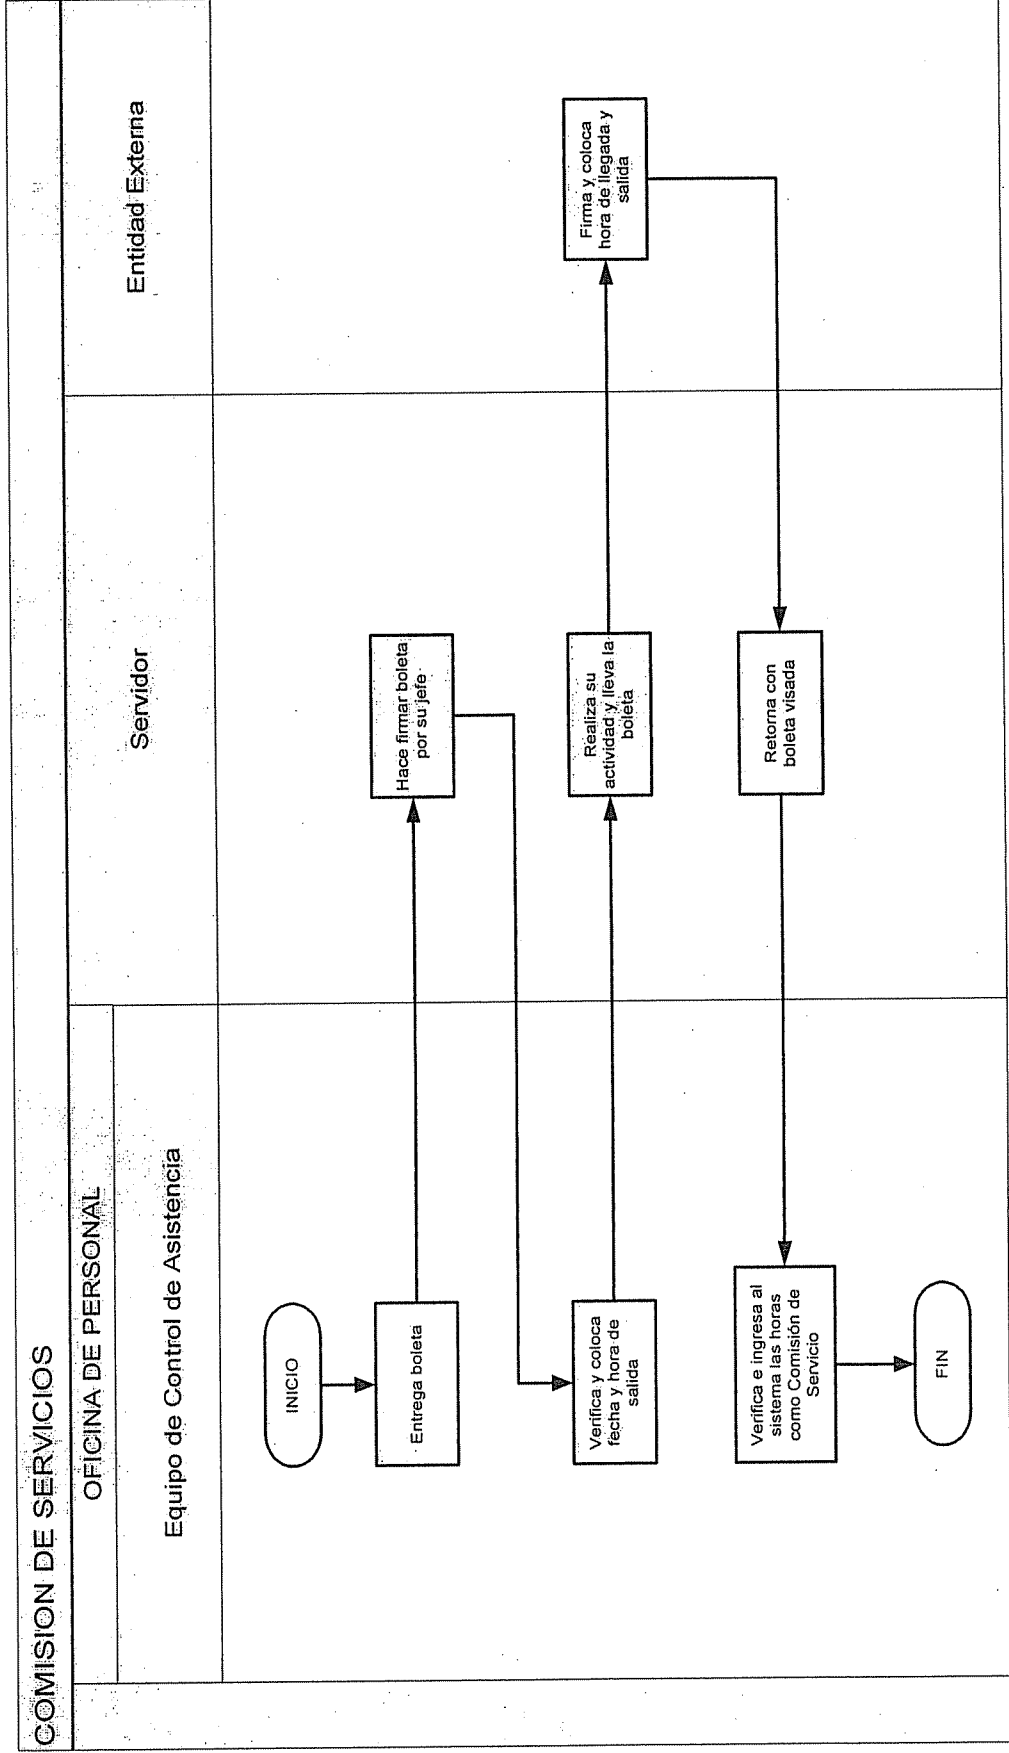 COMISION DE SERVICIOS
OFICINA DE PERSONAL
Equipo de Control de Asistencia
Servidor
Entidad Externa
INICIO
Entrega boleta
Hace firmar boleta
por su jefe
Verifica y coloca
fecha y hora de
salida
Realiza su
actividad y lleva la
boleta
Firma y coloca
hora de llegada y
salida
Retorna con
boleta visada
Verifica e ingresa al
sistema las horas
como Comisión de
Servicio
FIN